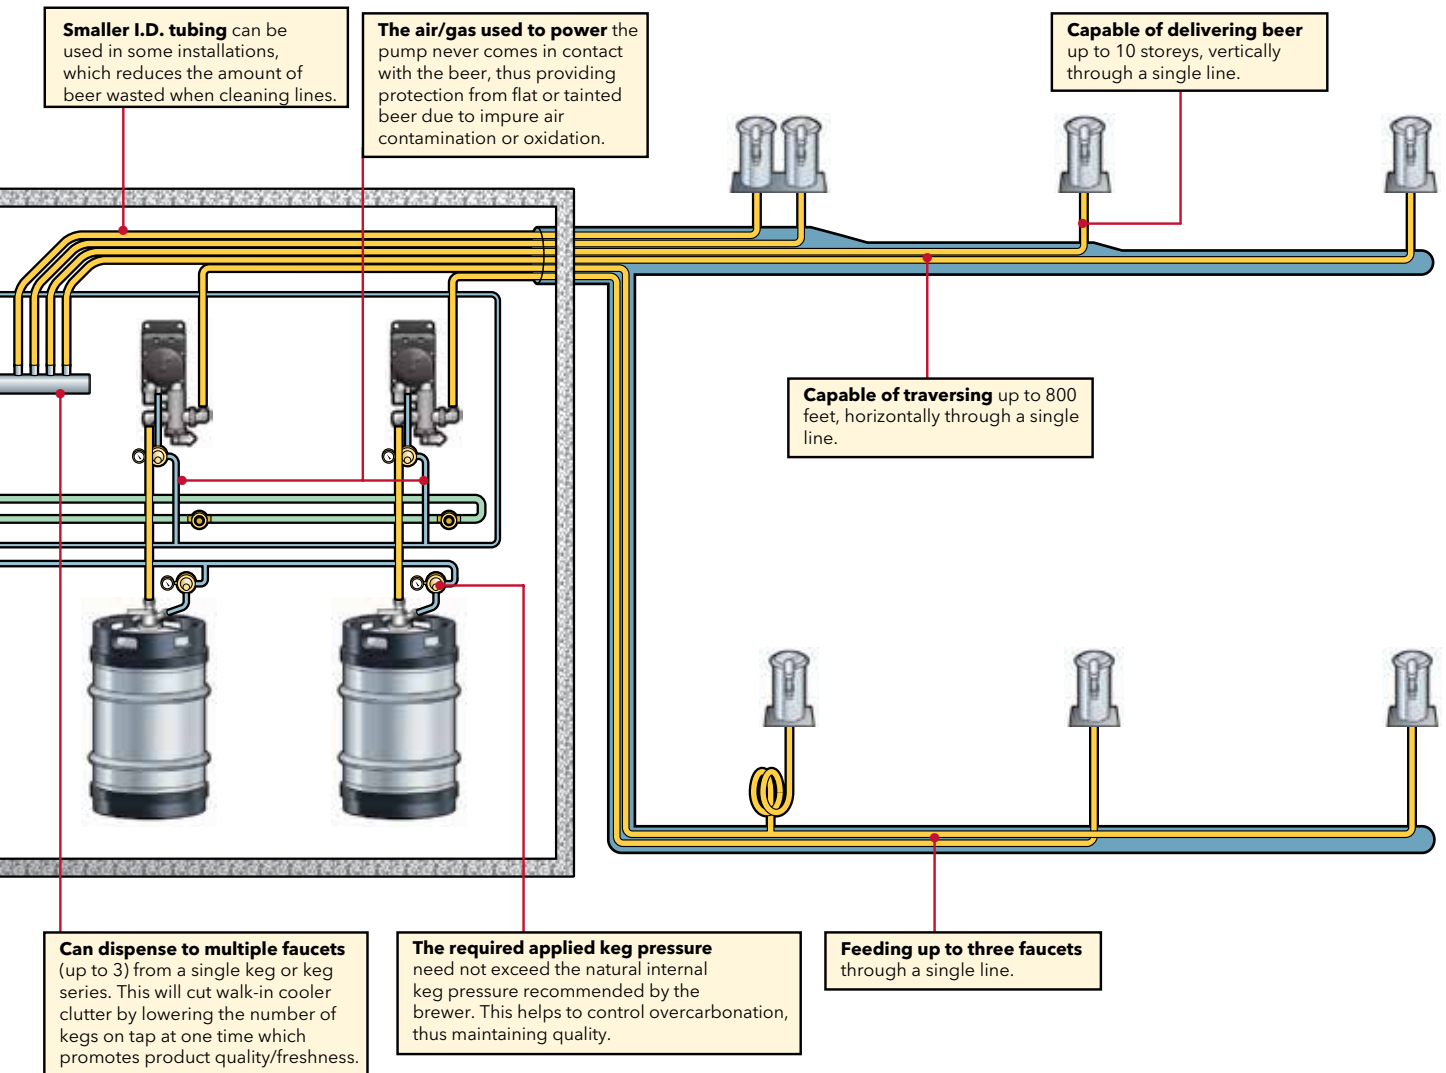 Smaller I.D. tubing can be
used in some installations,
which reduces the amount of
beer wasted when cleaning lines.
The air/gas used to power the
pump never comes in contact
with the beer, thus providing
protection from flat or tainted
beer due to impure air
contamination or oxidation.
Capable of delivering beer
up to 10 storeys, vertically
through a single line.
Capable of traversing up to 800
feet, horizontally through a single
line.
Can dispense to multiple faucets
(up to 3) from a single keg or keg
series. This will cut walk-in cooler
clutter by lowering the number of
kegs on tap at one time which
promotes product quality/freshness.
The required applied keg pressure
need not exceed the natural internal
keg pressure recommended by the
brewer. This helps to control overcarbonation,
thus maintaining quality.
Feeding up to three faucets
through a single line.